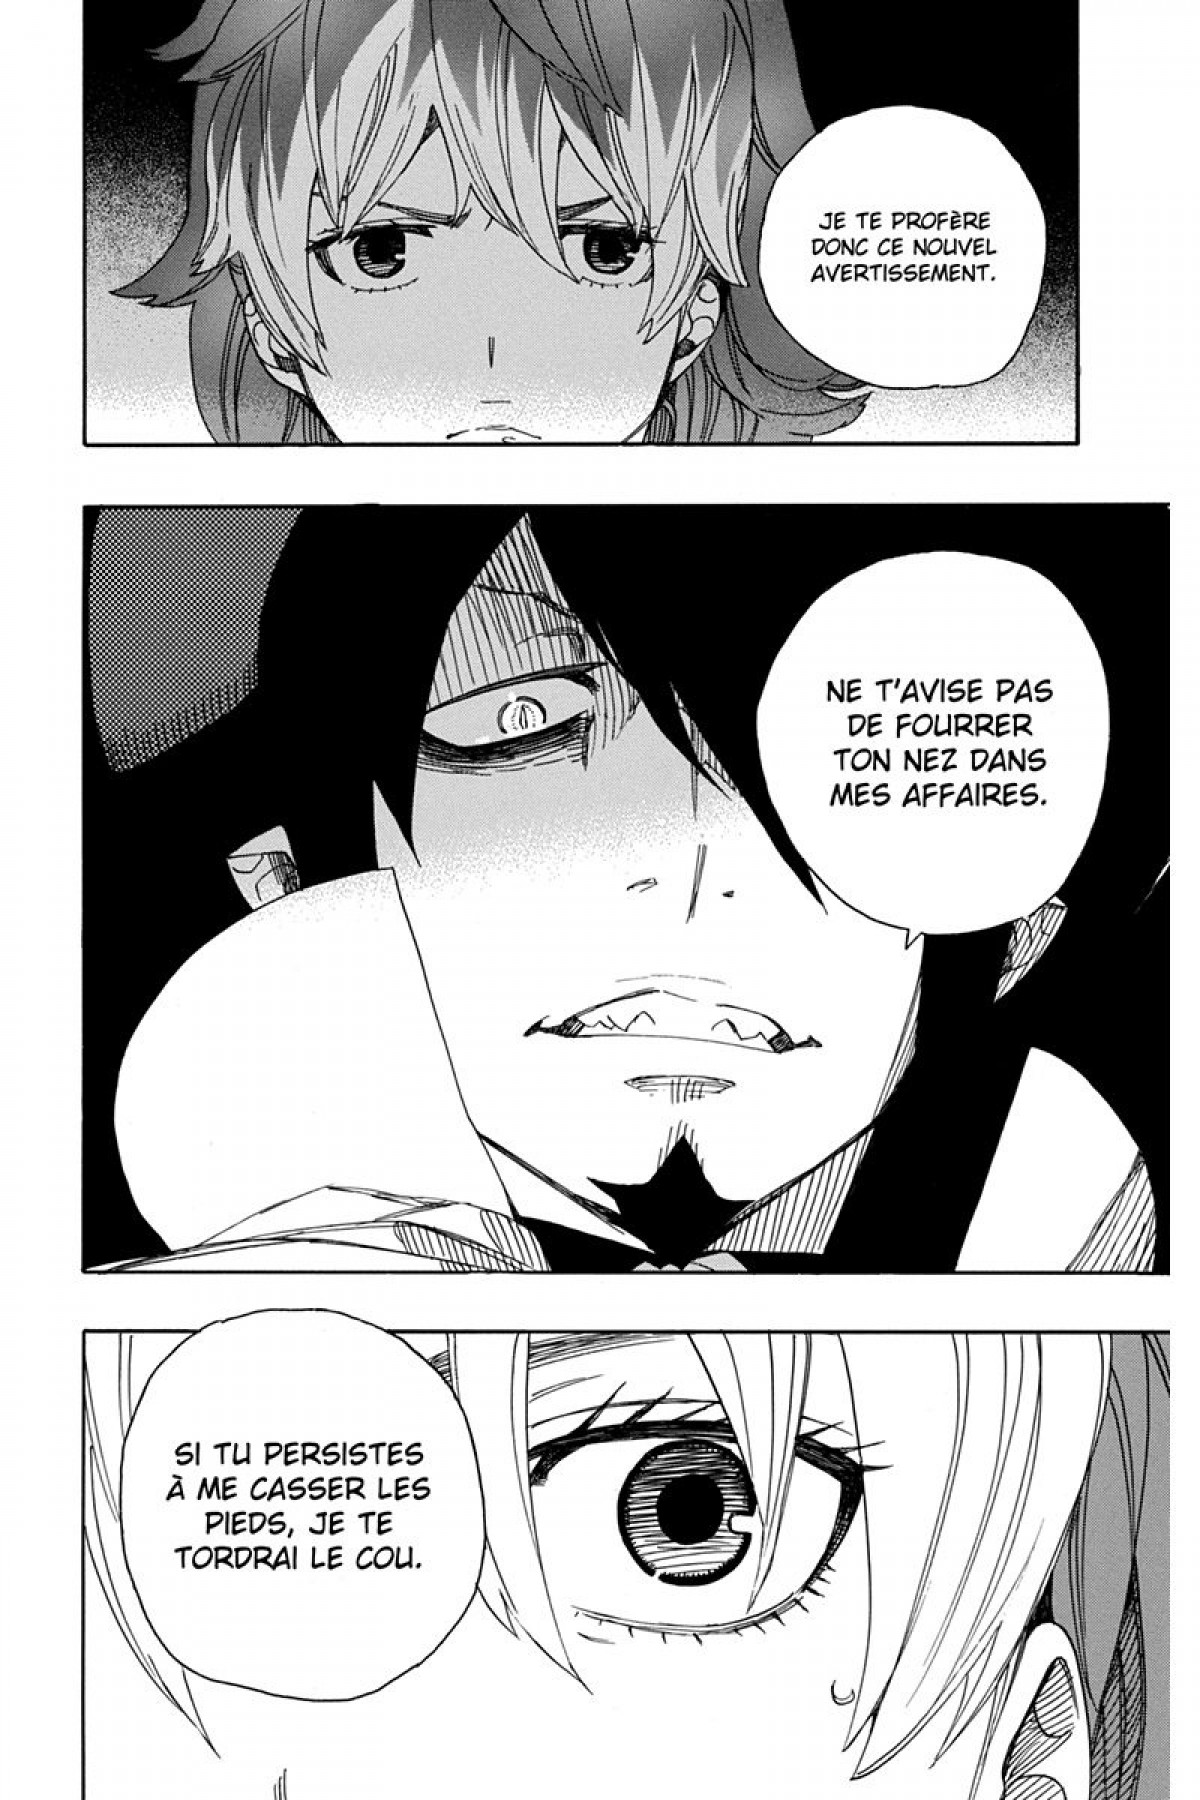 JE TE PROFÈRE
DONC CE NOUVEL
AVERTISSEMENT.
NE T'AVISE PAS
DE FOURRER
TON NEZ DANS
MES AFFAIRES.
SI TU PERSISTES
À ME CASSER LES
PIEDS, JE TE
TORDRAI LE COU.